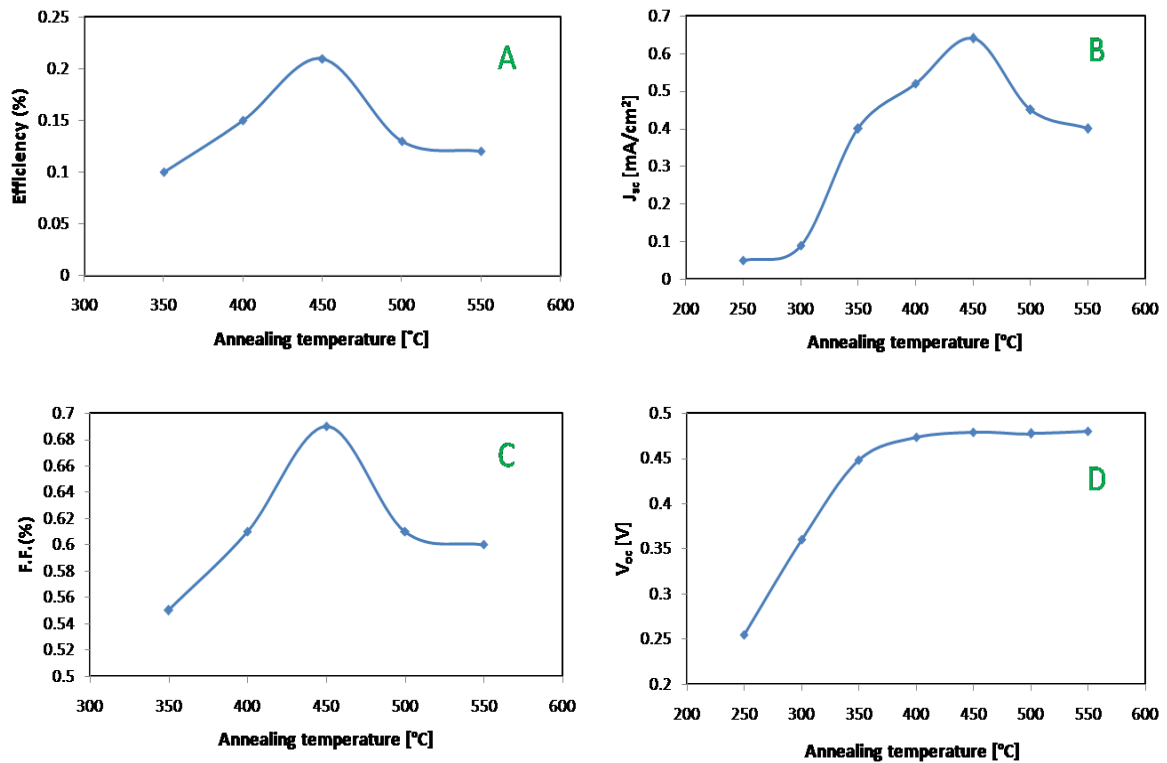 A
Efficiency (%)
0.25
0.2
0.15
0.1
0.05
0
300 350 400 450 500 550 600
Annealing temperature [˚C]
B
Jsc [mA/cm²]
0.7
0.6
0.5
0.4
0.3
0.2
0.1
0
200 250 300 350 400 450 500 550 600
Annealing temperature [ºC]
C
F.F.(%)
0.7
0.68
0.66
0.64
0.62
0.6
0.58
0.56
0.54
0.52
0.5
300 350 400 450 500 550 600
Annealing temperature [ºC]
D
Voc [V]
0.5
0.45
0.4
0.35
0.3
0.25
0.2
200 250 300 350 400 450 500 550 600
Annealing temperature [ºC]